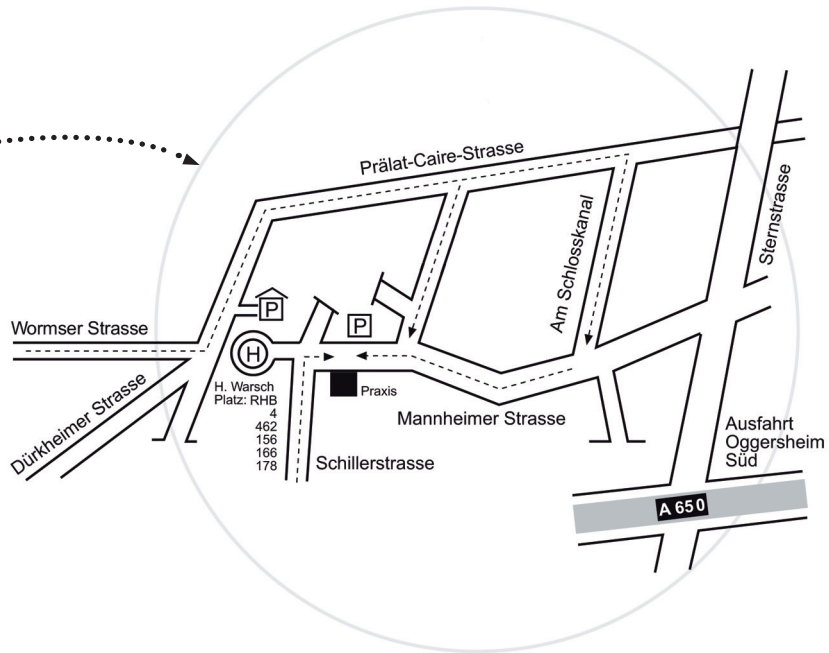 Prälat-Caire-Strasse
Sternstrasse
Am Schlosskanal
P
Wormser Strasse
P
H
Dürkheimer Strasse
H. Warsch
Platz: RHB
4
462
156
166
178
Praxis
Mannheimer Strasse
Schillerstrasse
Ausfahrt
Oggersheim
Süd
A 650